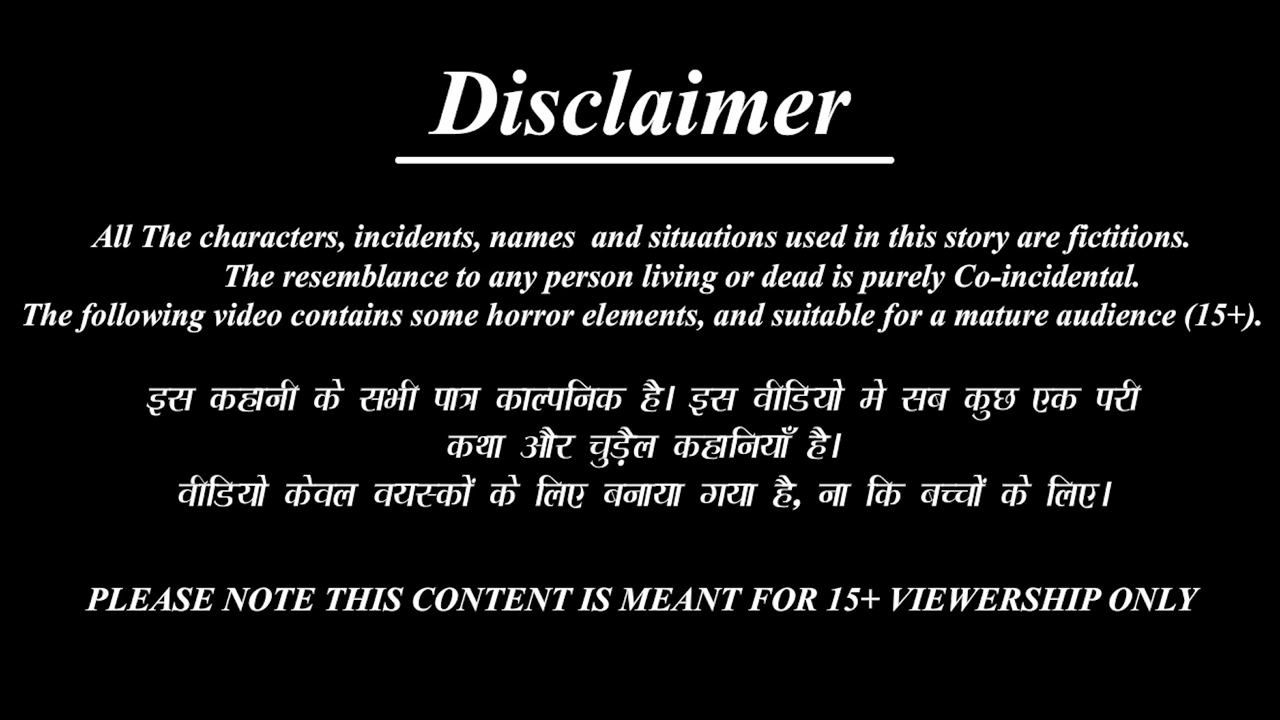 Disclaimer
All The characters, incidents, names and situations used in this story are fictitions.
The resemblance to any person living or dead is purely Co-incidental.
The following video contains some horror elements, and suitable for a mature audience (15+).
इस कहानी के सभी पात्र काल्पनिक है। इस वीडियो मे सब कुछ एक परी
कथा और चुड़ैल कहानियाँ है।
वीडियो केवल वयस्कों के लिए बनाया गया है, ना कि बच्चों के लिए।
PLEASE NOTE THIS CONTENT IS MEANT FOR 15+ VIEWERSHIP ONLY